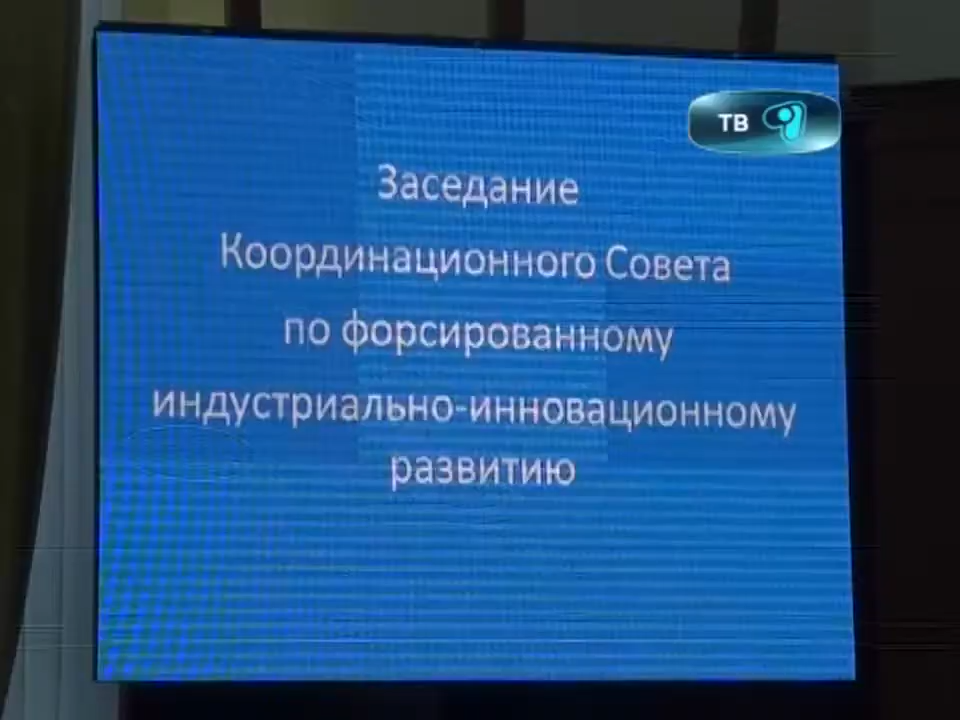 ТВ
Заседание
Координационного Совета
по форсированному
индустриально-инновационному
развитию